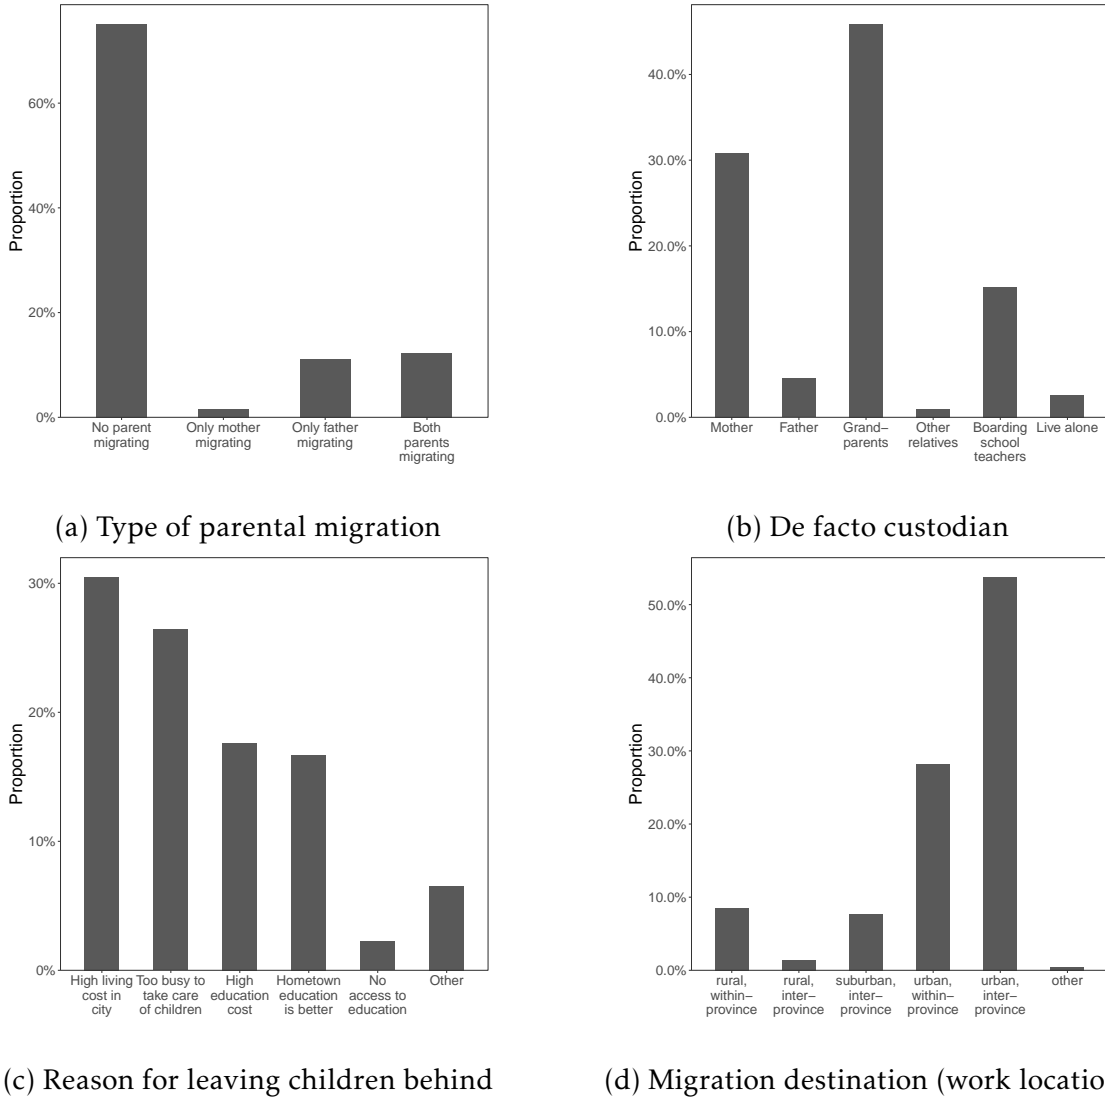 60%
40%
20%
0%
Proportion
No parent
migrating
Only mother
migrating
Only father
migrating
Both
parents
migrating
(a) Type of parental migration
40.0%
30.0%
20.0%
10.0%
0.0%
Proportion
Mother
Father
Grand–
parents
Other
relatives
Boarding
school
teachers
Live alone
(b) De facto custodian
30%
20%
10%
0%
Proportion
High living
cost in
city
Too busy to
take care
of children
High
education
cost
Hometown
education
is better
No
access to
education
Other
(c) Reason for leaving children behind
50.0%
40.0%
30.0%
20.0%
10.0%
0.0%
Proportion
rural,
within–
province
rural,
inter–
province
suburban,
inter–
province
urban,
within–
province
urban,
inter–
province
other
(d) Migration destination (work locatio